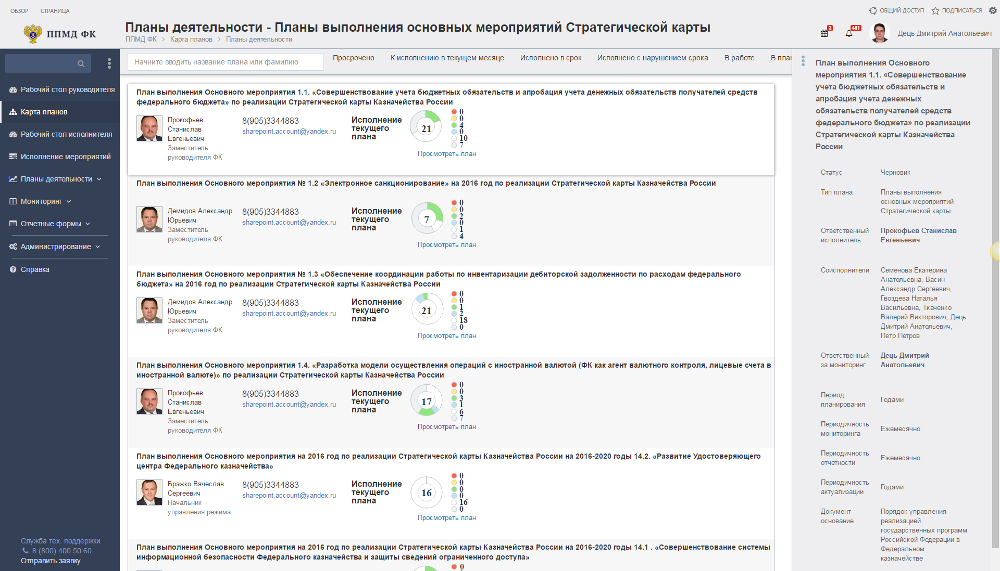 ОБЗОР СТРАНИЦА
ОБЩИЙ ДОСТУП ПОДПИСАТЬСЯ
ППМД ФК
Планы деятельности - Планы выполнения основных мероприятий Стратегической карты
ППМД ФК > Карта планов > Планы деятельности
2
481
Децы Дмитрий Анатольевич
Рабочий стол руководителя
Карта планов
Рабочий стол исполнителя
Исполнение мероприятий
Планы деятельности
Мониторинг
Отчетные формы
Администрирование
Справка
Служба тех. поддержки
8 (800) 400 50 60
Отправить заявку
Начните вводить название плана или фамилию
Просрочено К исполнению в текущем месяце Исполнено в срок Исполнено с нарушением срока В работе В план
План выполнения Основного мероприятия 1.1. «Совершенствование учета бюджетных обязательств и апробация учета денежных обязательств получателей средств
федерального бюджета» по реализации Стратегической карты Казначейства России
Прокофьев
Станислав
Евгеньевич
Заместитель
руководителя ФК
8(905)3344883
sharepoint.account@yandex.ru
Исполнение
текущего
плана
21
0
0
4
0
10
7
Просмотреть план
План выполнения Основного мероприятия № 1.2 «Электронное санкционирование» на 2016 год по реализации Стратегической карты Казначейства России
Демидов Александр
Юрьевич
Заместитель
руководителя ФК
8(905)3344883
sharepoint.account@yandex.ru
Исполнение
текущего
плана
7
0
0
2
0
1
4
Просмотреть план
План выполнения Основного мероприятия № 1.3 «Обеспечение координации работы по инвентаризации дебиторской задолженности по расходам федерального
бюджета» на 2016 год по реализации Стратегической карты Казначейства России
Демидов Александр
Юрьевич
Заместитель
руководителя ФК
8(905)3344883
sharepoint.account@yandex.ru
Исполнение
текущего
плана
21
0
0
1
2
18
0
Просмотреть план
План выполнения Основного мероприятия 1.4. «Разработка модели осуществления операций с иностранной валютой (ФК как агент валютного контроля, лицевые счета в
иностранной валюте)» по реализации Стратегической карты Казначейства России
Прокофьев
Станислав
Евгеньевич
Заместитель
руководителя ФК
8(905)3344883
sharepoint.account@yandex.ru
Исполнение
текущего
плана
17
0
0
3
1
6
7
Просмотреть план
План выполнения Основного мероприятия на 2016 год по реализации Стратегической карты Казначейства России на 2016-2020 годы 14.2. «Развитие Удостоверяющего
центра Федерального казначейства»
Бражко Вячеслав
Сергеевич
Начальник
управления режима
8(905)3344883
sharepoint.account@yandex.ru
Исполнение
текущего
плана
16
0
0
0
0
16
0
Просмотреть план
План выполнения Основного мероприятия на 2016 год по реализации Стратегической карты Казначейства России на 2016-2020 годы 14.1 . «Совершенствование системы
информационной безопасности Федерального казначейства и защиты сведений ограниченного доступа»
0
План выполнения Основного
мероприятия 1.1. «Совершенствование
учета бюджетных обязательств и
апробация учета денежных
обязательств получателей средств
федерального бюджета» по реализации
Стратегической карты Казначейства
России
Статус Черновик
Тип плана Планы выполнения
основных мероприятий
Стратегической карты
Ответственный
исполнитель
Прокофьев Станислав
Евгеньевич
Соисполнители Семенова Екатерина
Анатольевна, Васин
Александр Сергеевич,
Гвоздева Наталья
Васильевна, Ткаченко
Валерий Викторович, Дець
Дмитрий Анатольевич,
Петр Петров
Ответственный
за мониторинг
Дець Дмитрий
Анатольевич
Период
планирования
Годами
Периодичность
мониторинга
Ежемесячно
Периодичность
отчетности
Ежемесячно
Периодичность
актуализации
Годами
Документ
основание
Порядок управления
реализацией
государственных программ
Российской Федерации в
Федеральном
казначействе